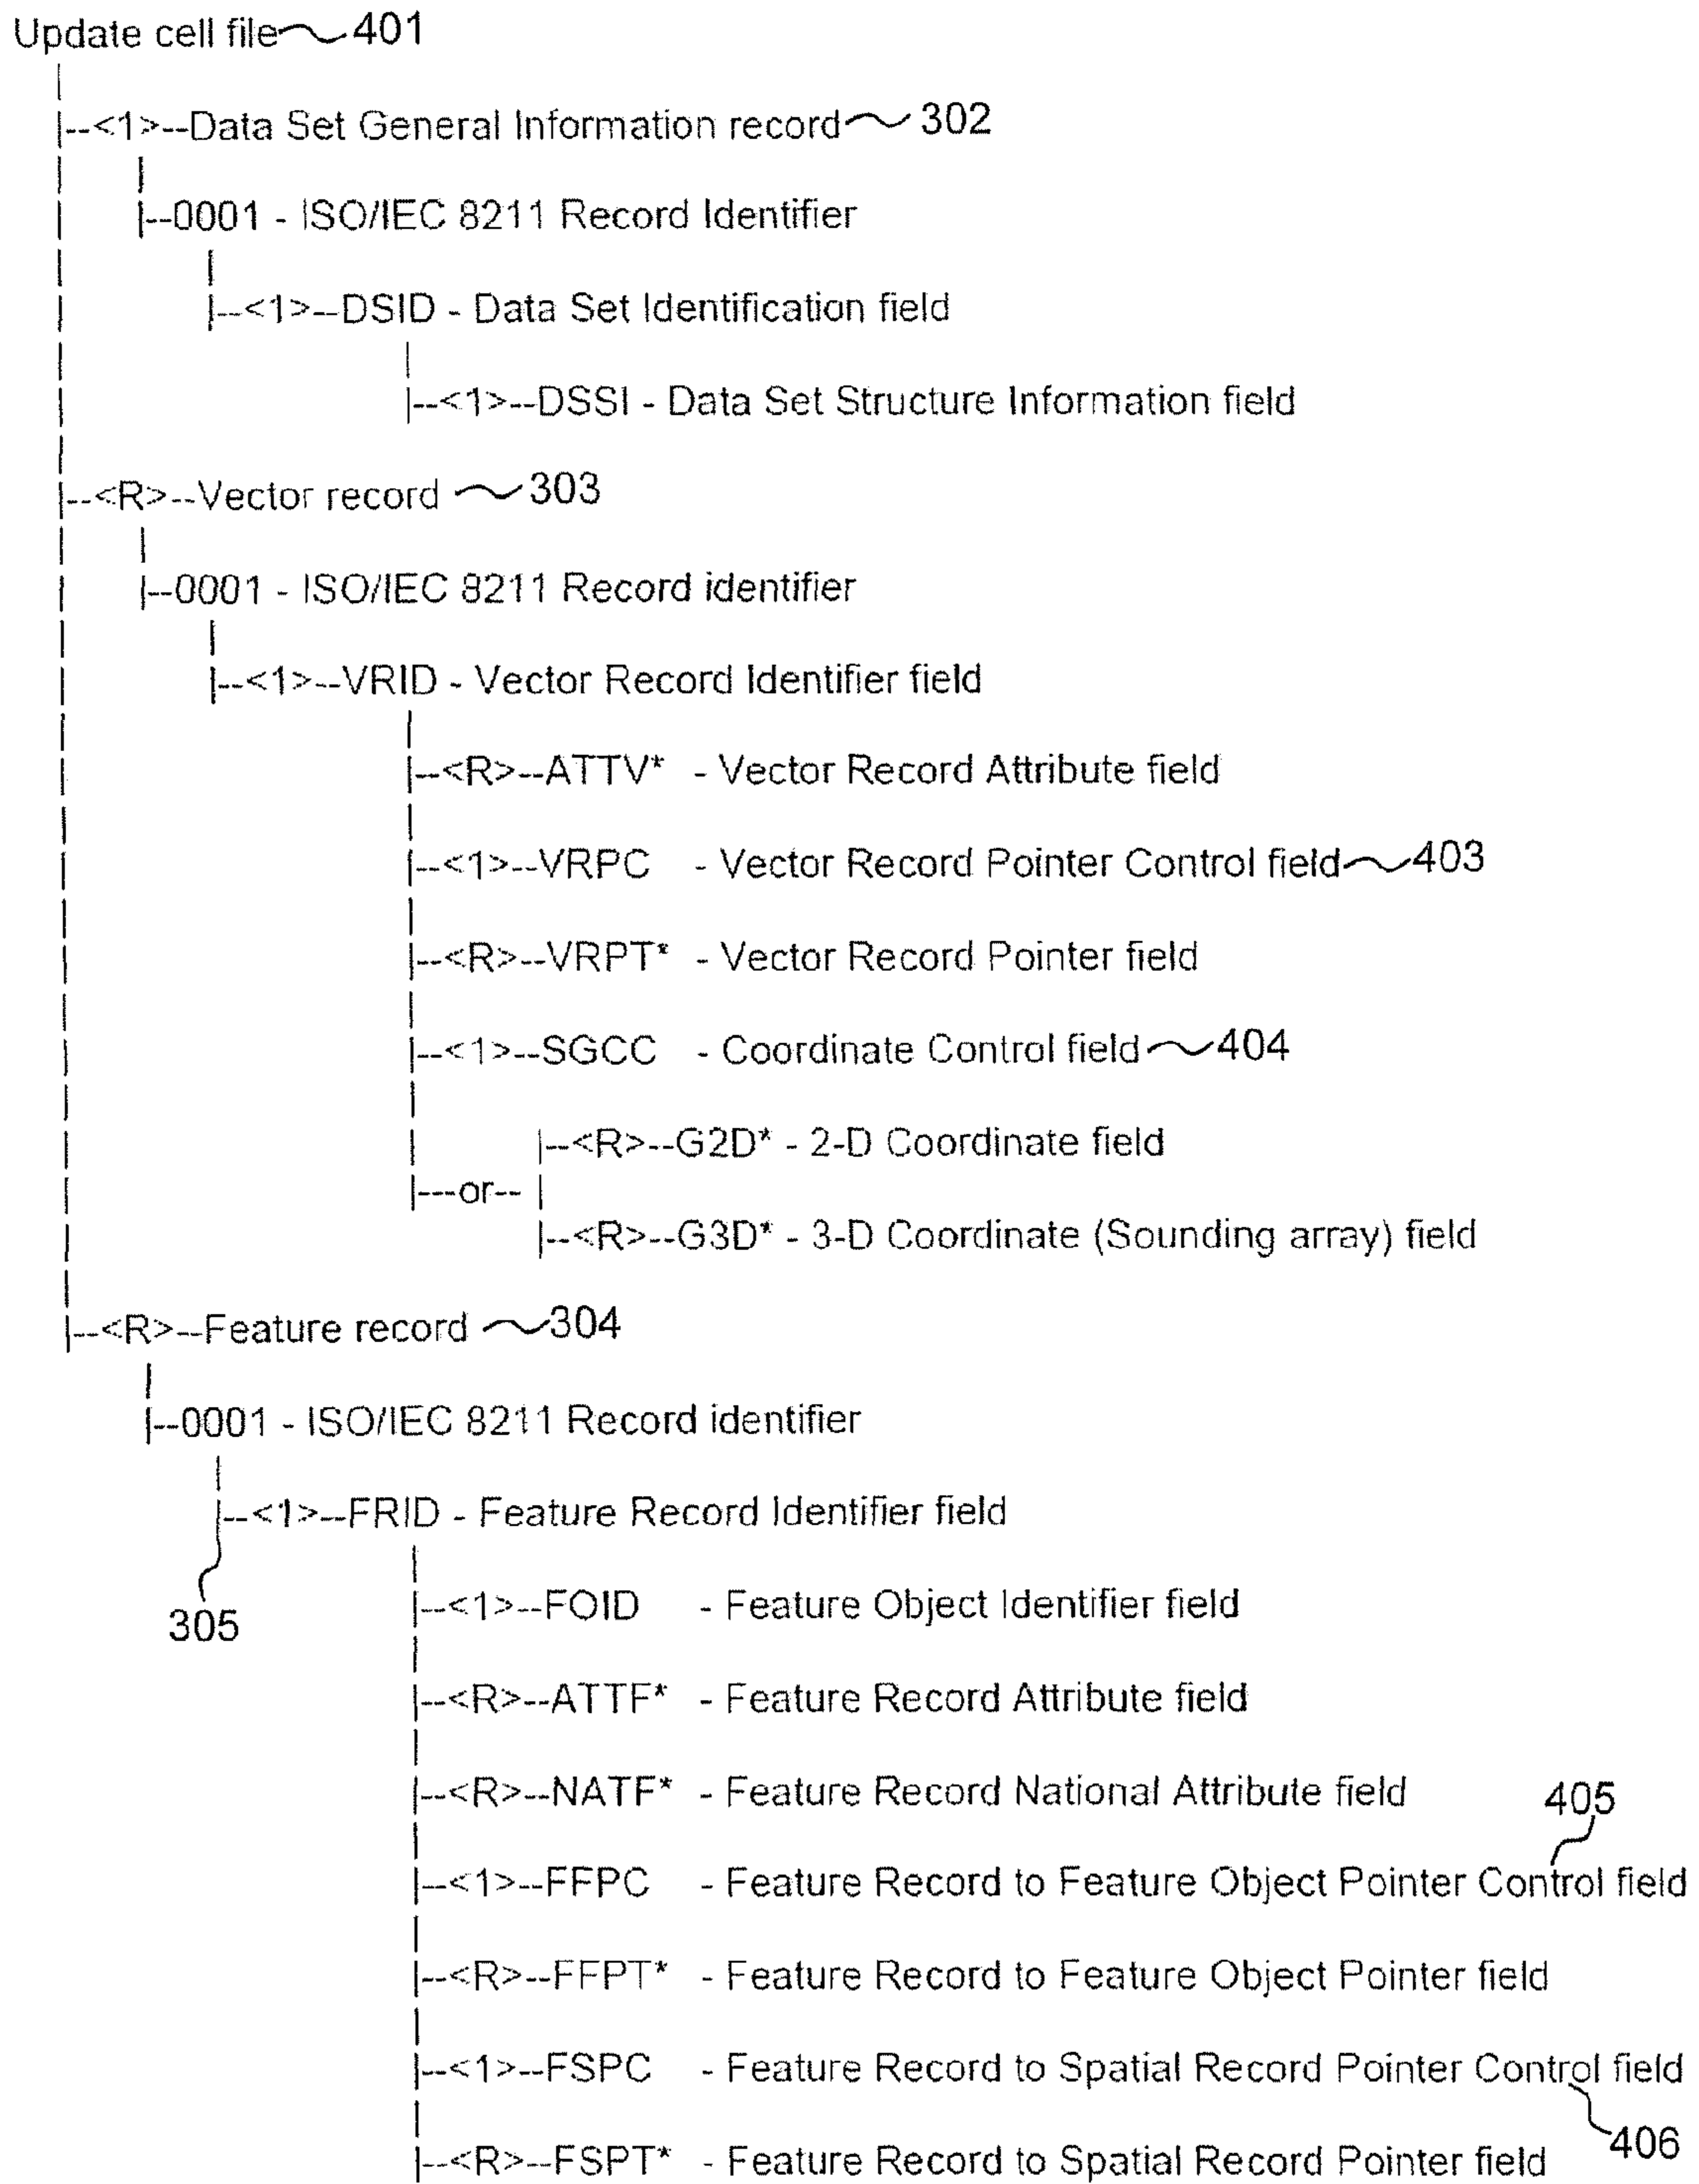 Update cell file 401
|--<1>--Data Set General Information record 302
|--0001 - ISO/IEC 8211 Record Identifier
|--<1>--DSID - Data Set Identification field
|--<1>--DSSI - Data Set Structure Information field
|--<R>--Vector record 303
|--0001 - ISO/IEC 8211 Record identifier
|--<1>--VRID - Vector Record Identifier field
|--<R>--ATTV* - Vector Record Attribute field
|--<1>--VRPC - Vector Record Pointer Control field 403
|--<R>--VRPT* - Vector Record Pointer field
|--<1>--SGCC - Coordinate Control field 404
|--<R>--G2D* - 2-D Coordinate field
|---or-- |
|--<R>--G3D* - 3-D Coordinate (Sounding array) field
|--<R>--Feature record 304
|--0001 - ISO/IEC 8211 Record identifier
|--<1>--FRID - Feature Record Identifier field
|--<1>--FOID - Feature Object Identifier field
305
|--<R>--ATTF* - Feature Record Attribute field
|--<R>--NATF* - Feature Record National Attribute field
405
|--<1>--FFPC - Feature Record to Feature Object Pointer Control field
|--<R>--FFPT* - Feature Record to Feature Object Pointer field
|--<1>--FSPC - Feature Record to Spatial Record Pointer Control field
406
|--<R>--FSPT* - Feature Record to Spatial Record Pointer field